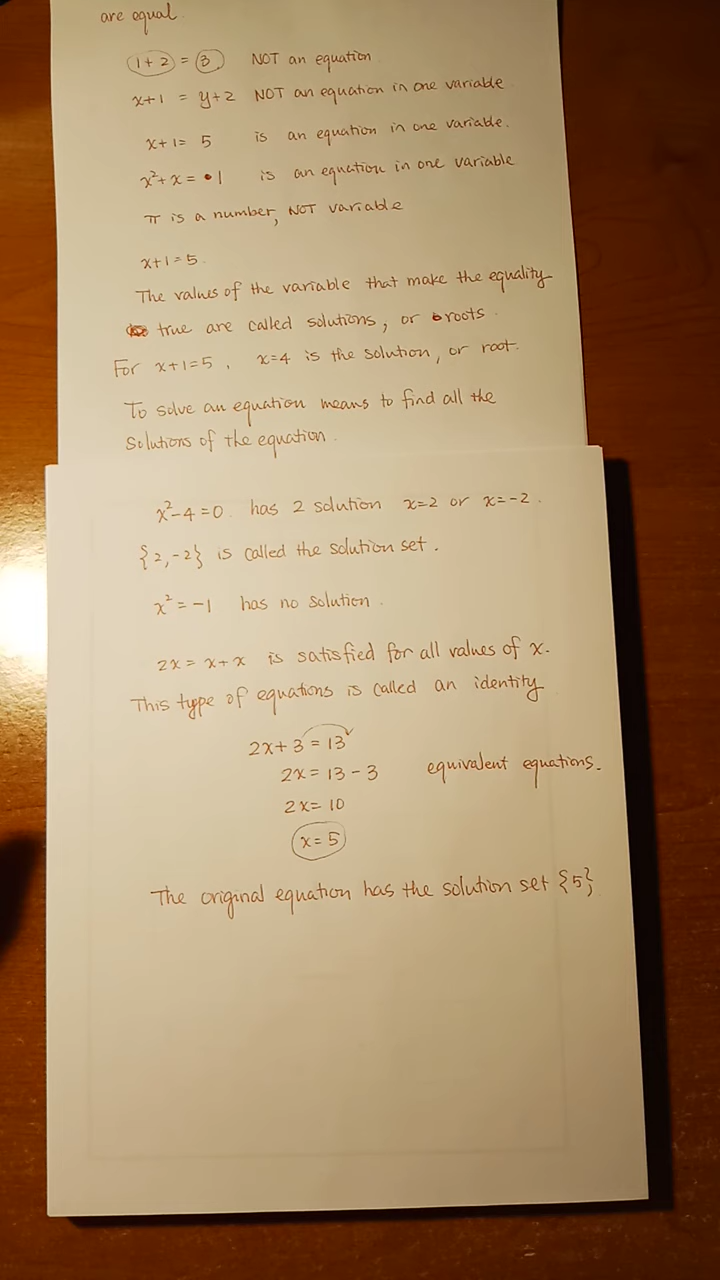 are equal.
1+2 = 3 NOT an equation
x+1 = y+2 NOT an equation in one variable
x+1= 5 is an equation in one variable.
x²+x = 1 is an equation in one variable
π is a number, NOT variable
x+1=5.
The values of the variable that make the equality
true are called solutions, or roots.
For x+1=5, x=4 is the solution, or root.
To solve an equation means to find all the
solutions of the equation.
x²-4=0. has 2 solution x=2 or x=-2.
{2,-2} is called the solution set.
x² = -1 has no solution.
2x = x+x is satisfied for all values of x.
This type of equations is called an identity
2x+3 = 13
2x = 13 - 3 equivalent equations.
2x= 10
x= 5
The original equation has the solution set {5}